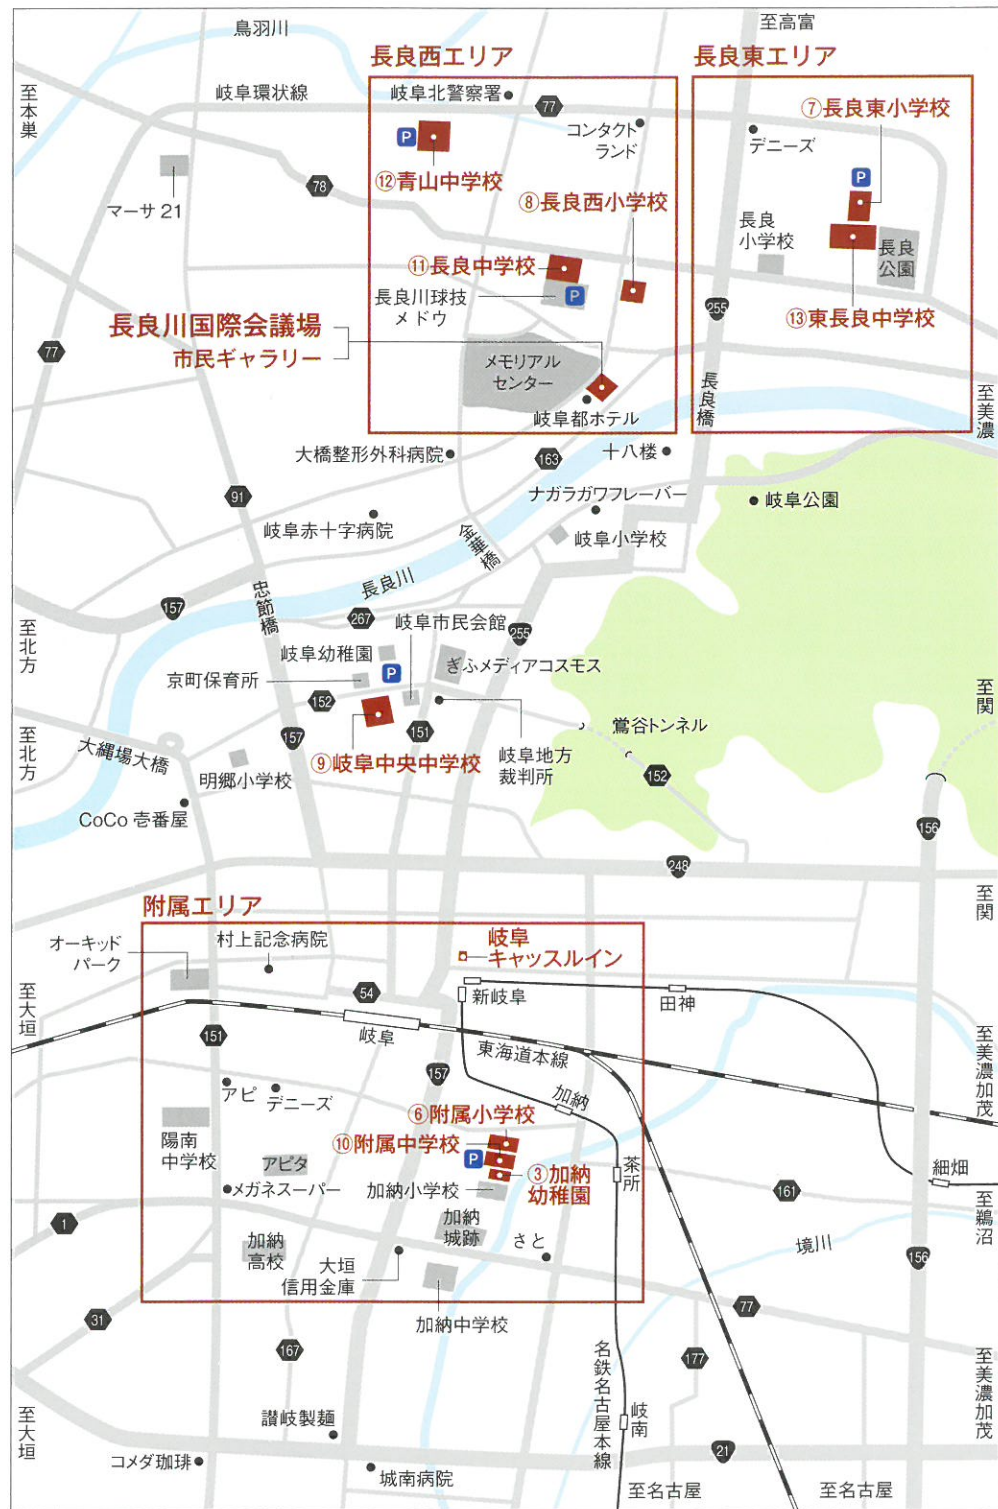 鳥羽川
至高富
長良西エリア
長良東エリア
至本巣
岐阜環状線
岐阜北警察署
77
コンタクト
ランド
デニーズ
⑦長良東小学校
P
P
⑫青山中学校
マーサ21
78
⑧長良西小学校
長良
小学校
長良
公園
⑪長良中学校
長良川球技
メドウ
P
255
⑬東長良中学校
長良川国際会議場
市民ギャラリー
77
メモリアル
センター
長良橋
岐阜都ホテル
至美濃
大橋整形外科病院
163
十八楼
91
ナガラガワフレーバー
岐阜公園
岐阜赤十字病院
金華橋
岐阜小学校
長良川
忠節橋
157
267
岐阜市民会館
255
至北方
岐阜幼稚園
ぎふメディアコスモス
京町保育所
P
152
至関
鶯谷トンネル
151
157
至北方
大縄場大橋
⑨岐阜中央中学校
岐阜地方
裁判所
明郷小学校
152
CoCo壱番屋
156
248
至関
附属エリア
オーキッド
パーク
村上記念病院
岐阜
キャッスルイン
至大垣
54
新岐阜
田神
岐阜
151
東海道本線
至美濃加茂
157
アピ
デニーズ
加納
⑥附属小学校
陽南
中学校
⑩附属中学校
P
アピタ
③加納
幼稚園
茶所
細畑
メガネスーパー
加納小学校
161
至鵜沼
1
加納
城跡
加納
高校
さと
境川
大垣
信用金庫
156
77
31
加納中学校
167
名鉄名古屋本線
177
至美濃加茂
至大垣
讃岐製麺
岐南
コメダ珈琲
城南病院
21
至名古屋
至名古屋